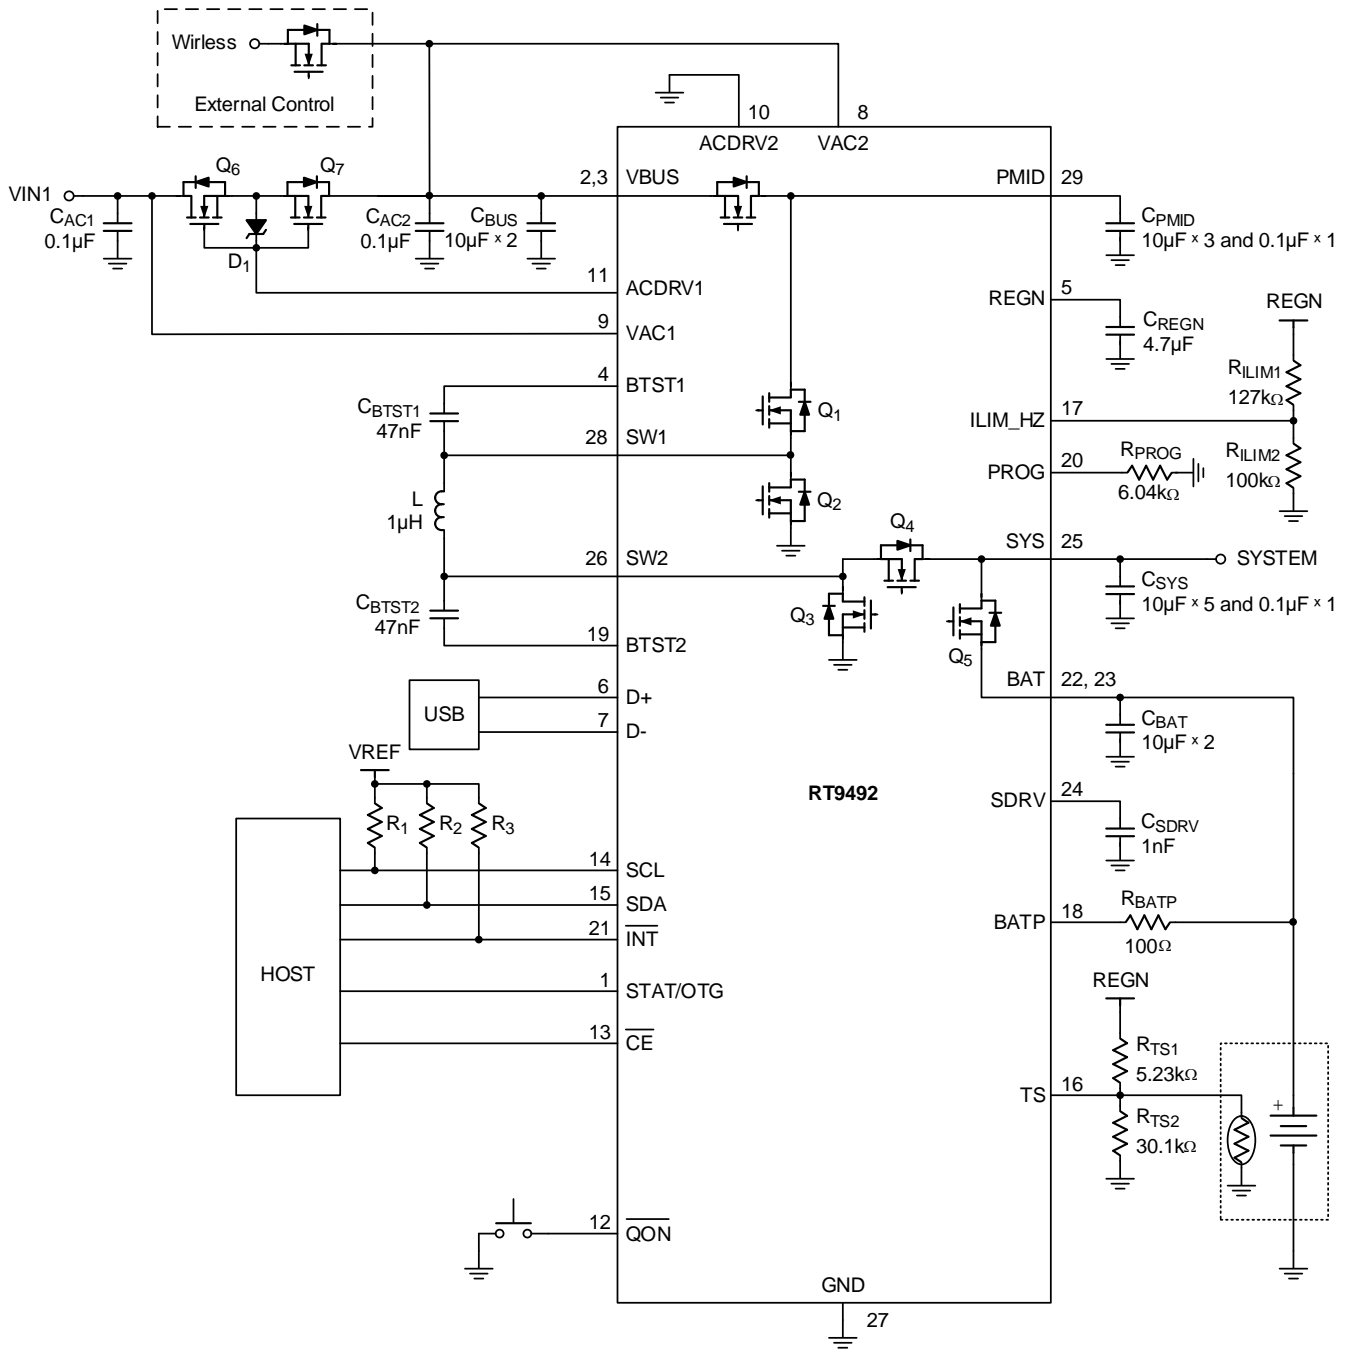 Wirless
External Control
10
8
ACDRV2
VAC2
Q6
Q7
VIN1
2,3
VBUS
PMID
29
CAC1
0.1µF
CAC2
0.1µF
CBUS
10µF x 2
CPMID
10µF x 3 and 0.1µF x 1
D1
11
ACDRV1
REGN
5
REGN
9
VAC1
CREGN
4.7µF
4
BTST1
RILIM1
127kΩ
CBTST1
47nF
Q1
ILIM_HZ
17
28
SW1
PROG
20
RPROG
6.04kΩ
RILIM2
100kΩ
L
1µH
Q2
Q4
SYS
25
SYSTEM
26
SW2
CSYS
10µF x 5 and 0.1µF x 1
CBTST2
47nF
Q3
Q5
19
BTST2
BAT
22, 23
USB
6
D+
7
D-
CBAT
10µF x 2
VREF
RT9492
SDRV
24
R1
R2
R3
CSDRV
1nF
14
SCL
15
SDA
RBATP
BATP
18
100Ω
21
INT
HOST
REGN
1
STAT/OTG
13
CE
RTS1
5.23kΩ
TS
16
+
RTS2
30.1kΩ
12
QON
GND
27